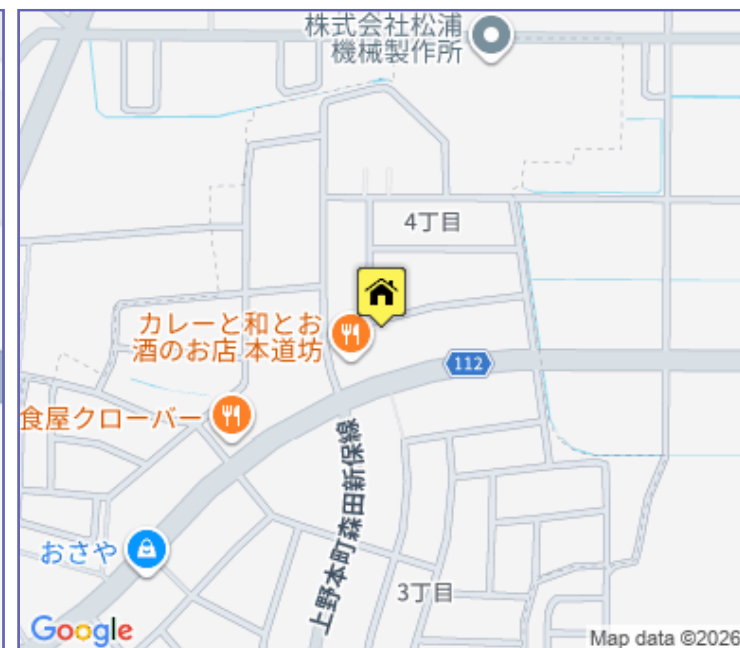 株式会社松浦
機械製作所
4丁目
カレーと和とお
酒のお店 本道坊
112
食屋クローバー
上野本町森田新保線
おさや
3丁目
Google
Map data ©2026